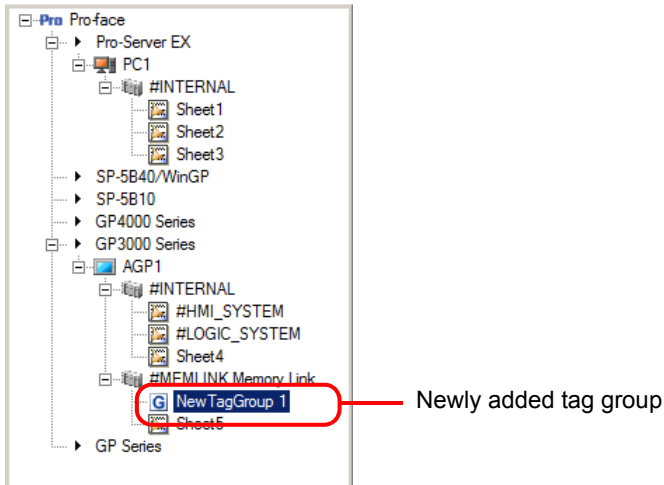 Pro Pro-face
Pro-Server EX
PC1
#INTERNAL
Sheet1
Sheet2
Sheet3
SP-5B40/WinGP
SP-5B10
GP4000 Series
GP3000 Series
AGP1
#INTERNAL
#HMI_SYSTEM
#LOGIC_SYSTEM
Sheet4
#MEMLINK Memory Link
G NewTagGroup 1
Newly added tag group
Sheet5
GP Series